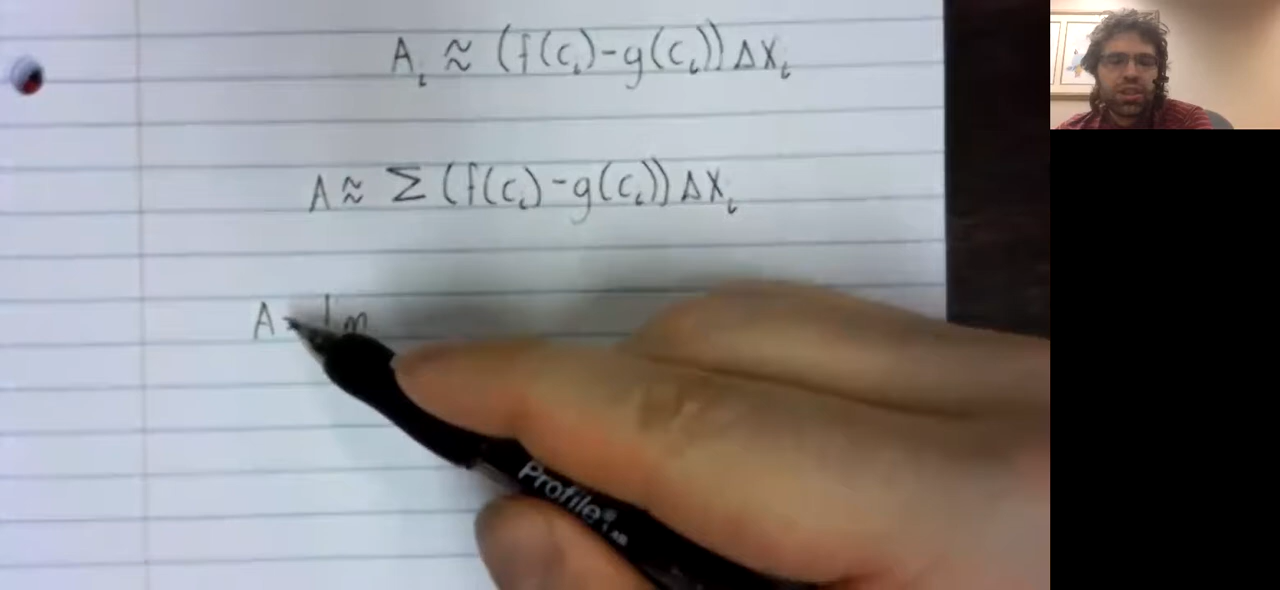 Aᵢ ≈ (f(cᵢ)-g(cᵢ)) Δxᵢ
A ≈ Σ (f(cᵢ)-g(cᵢ)) Δxᵢ
A = lim
Profile®